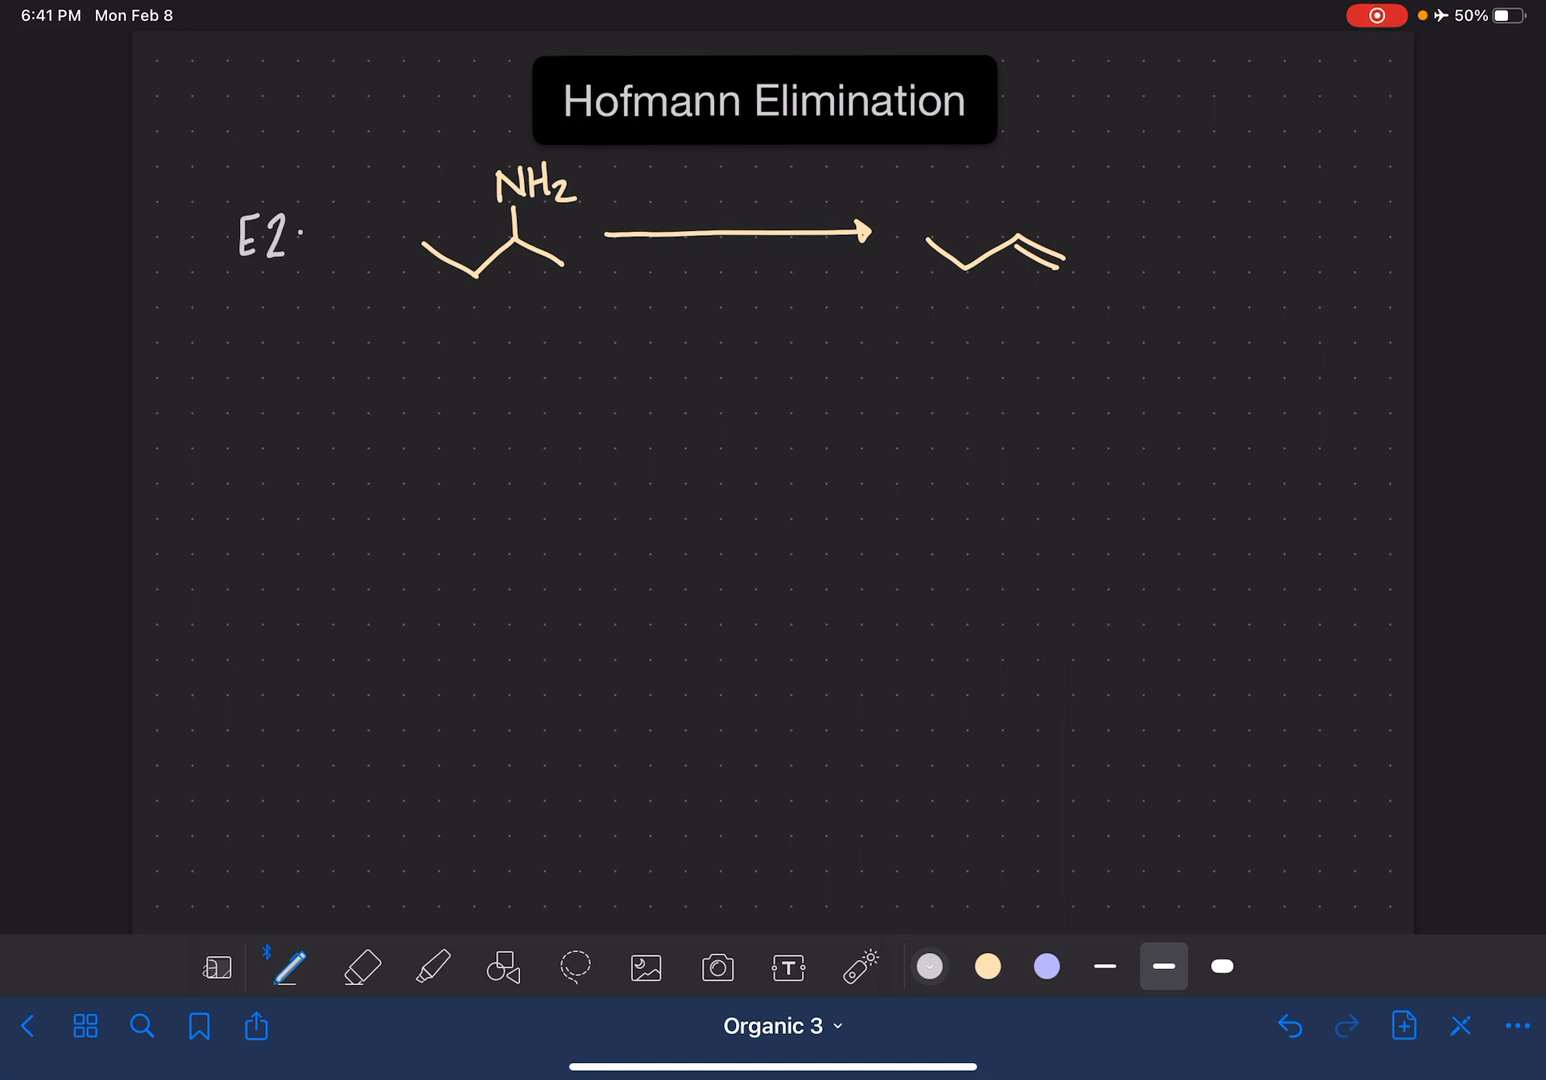 6:41 PM Mon Feb 8
50%
Hofmann Elimination
NH2
E2.
T
Organic 3